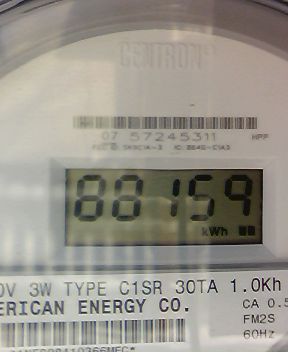 CENTRON®
07 57245311 HPP
88159
kWh
0V 3W TYPE C1SR 30TA 1.0Kh
ERICAN ENERGY CO.
CA 0.5
FM2S
60Hz